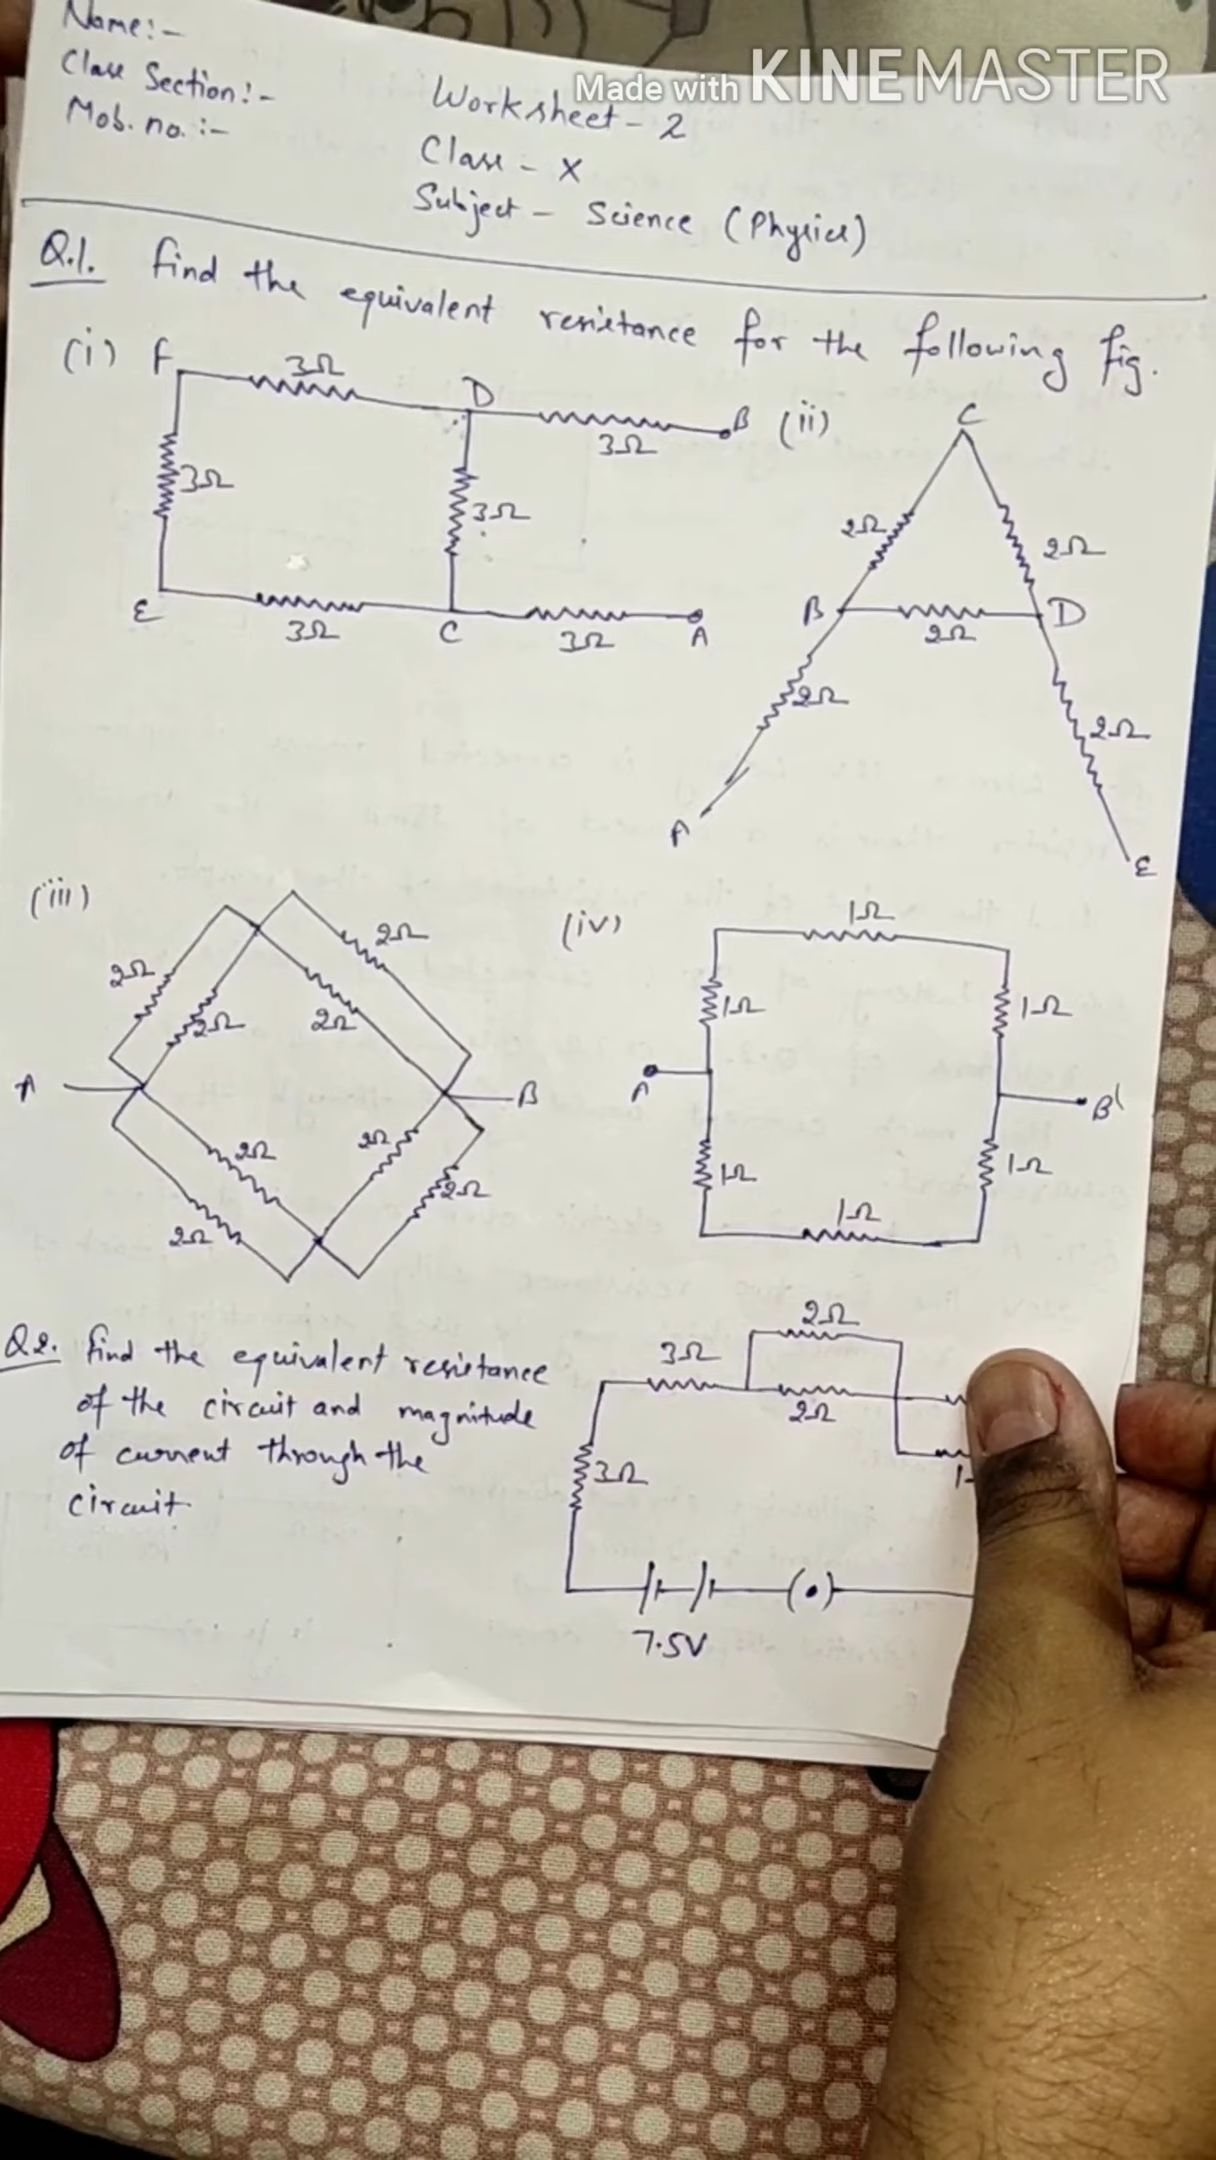 Made with KINEMASTER
Name:-
Class Section:-
Mob. no. :-
Worksheet - 2
Class - X
Subject - Science (Physics)
Q.1. find the equivalent resistance for the following fig.
(i) F 3Ω D 3Ω B
3Ω
3Ω
E 3Ω C 3Ω A
(ii) C
2Ω 2Ω
B 2Ω D
2Ω 2Ω
A E
(iii)
2Ω 2Ω
2Ω 2Ω
A B
2Ω 2Ω
2Ω 2Ω
(iv) 1Ω
1Ω 1Ω
A B
1Ω 1Ω
1Ω
Q2. find the equivalent resistance
of the circuit and magnitude
of current through the
circuit.
2Ω
3Ω
2Ω
3Ω
7.5V